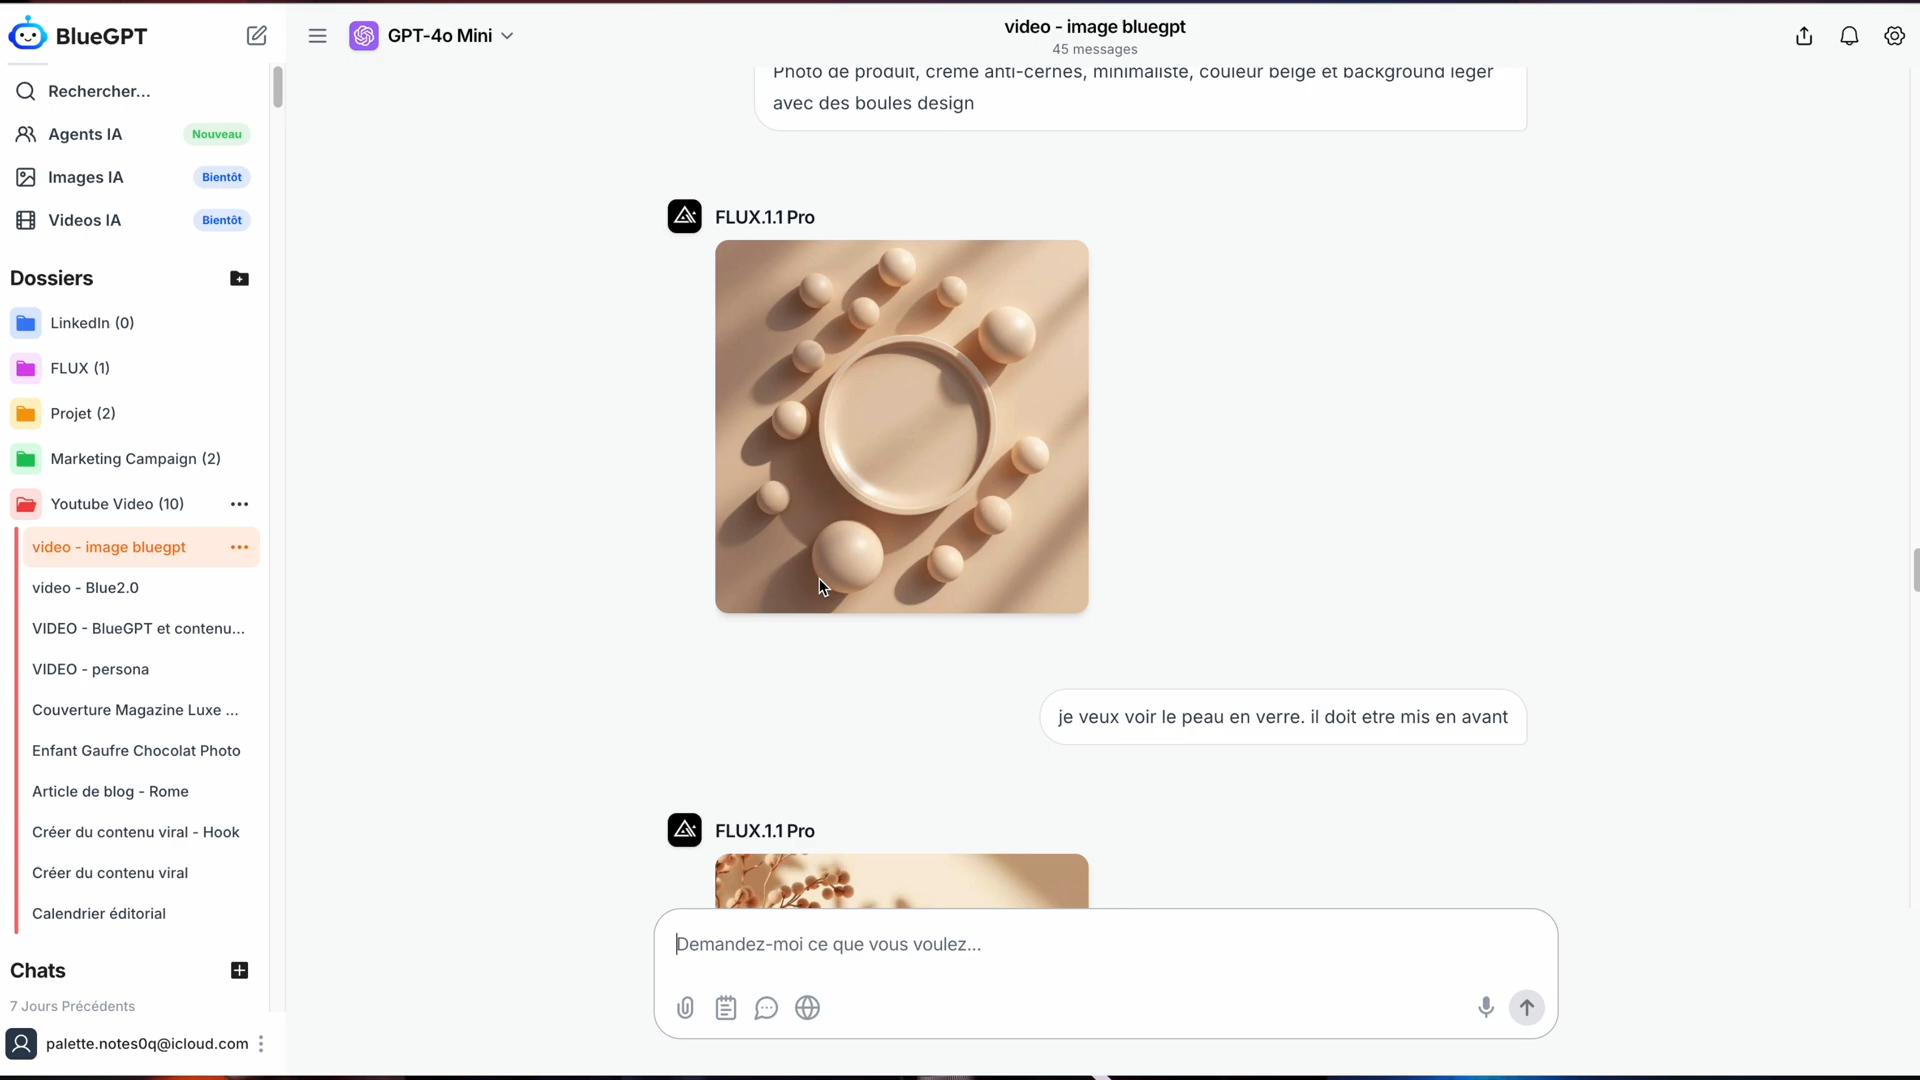 BlueGPT
GPT-4o Mini
video - image bluegpt
45 messages
Rechercher...
Agents IA
Nouveau
Images IA
Bientôt
Videos IA
Bientôt
Dossiers
LinkedIn (0)
FLUX (1)
Projet (2)
Marketing Campaign (2)
Youtube Video (10)
video - image bluegpt
video - Blue2.0
VIDEO - BlueGPT et contenu...
VIDEO - persona
Couverture Magazine Luxe ...
Enfant Gaufre Chocolat Photo
Article de blog - Rome
Créer du contenu viral - Hook
Créer du contenu viral
Calendrier éditorial
Chats
7 Jours Précédents
palette.notes0q@icloud.com
Photo de produit, crème anti-cernes, minimaliste, couleur beige et background léger
avec des boules design
FLUX.1.1 Pro
je veux voir le peau en verre. il doit etre mis en avant
FLUX.1.1 Pro
Demandez-moi ce que vous voulez...